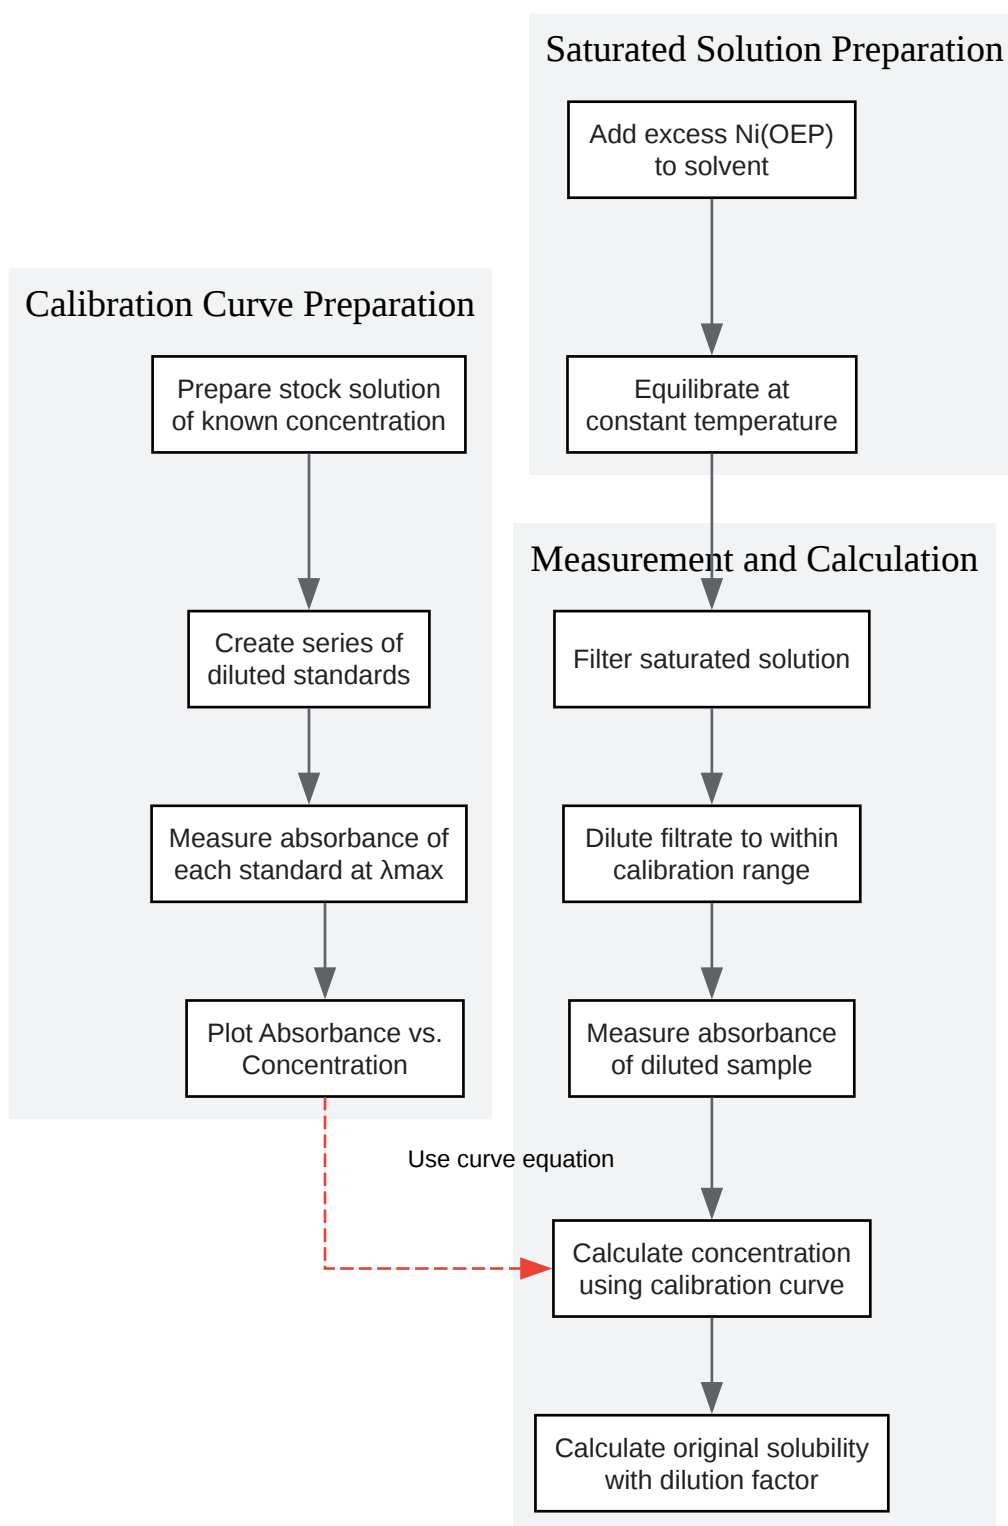 Saturated Solution Preparation
Add excess Ni(OEP)
to solvent
Equilibrate at
constant temperature
Calibration Curve Preparation
Prepare stock solution
of known concentration
Create series of
diluted standards
Measure absorbance of
each standard at λmax
Plot Absorbance vs.
Concentration
Use curve equation
Measurement and Calculation
Filter saturated solution
Dilute filtrate to within
calibration range
Measure absorbance
of diluted sample
Calculate concentration
using calibration curve
Calculate original solubility
with dilution factor